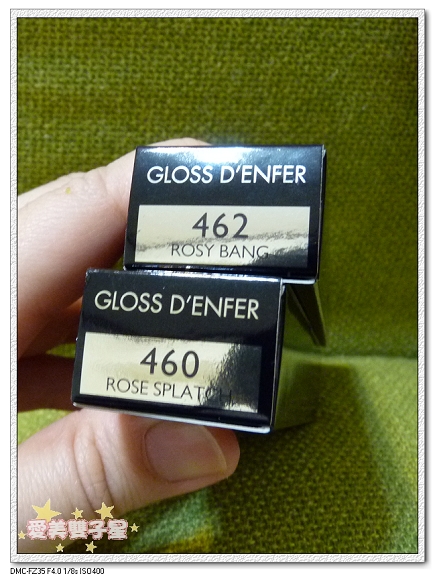 GLOSS D'ENFER
462
ROSY BANG
GLOSS D'ENFER
460
ROSE SPLATCH
愛美雙子星
DMC-FZ35 F4.0 1/8s ISO400